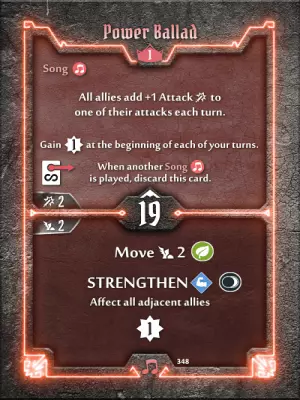 Power Ballad
1
Song
All allies add +1 Attack to
one of their attacks each turn.
Gain 1 at the beginning of each of your turns.
When another Song
is played, discard this card.
2
19
2
Move 2
STRENGTHEN
Affect all adjacent allies
1
348